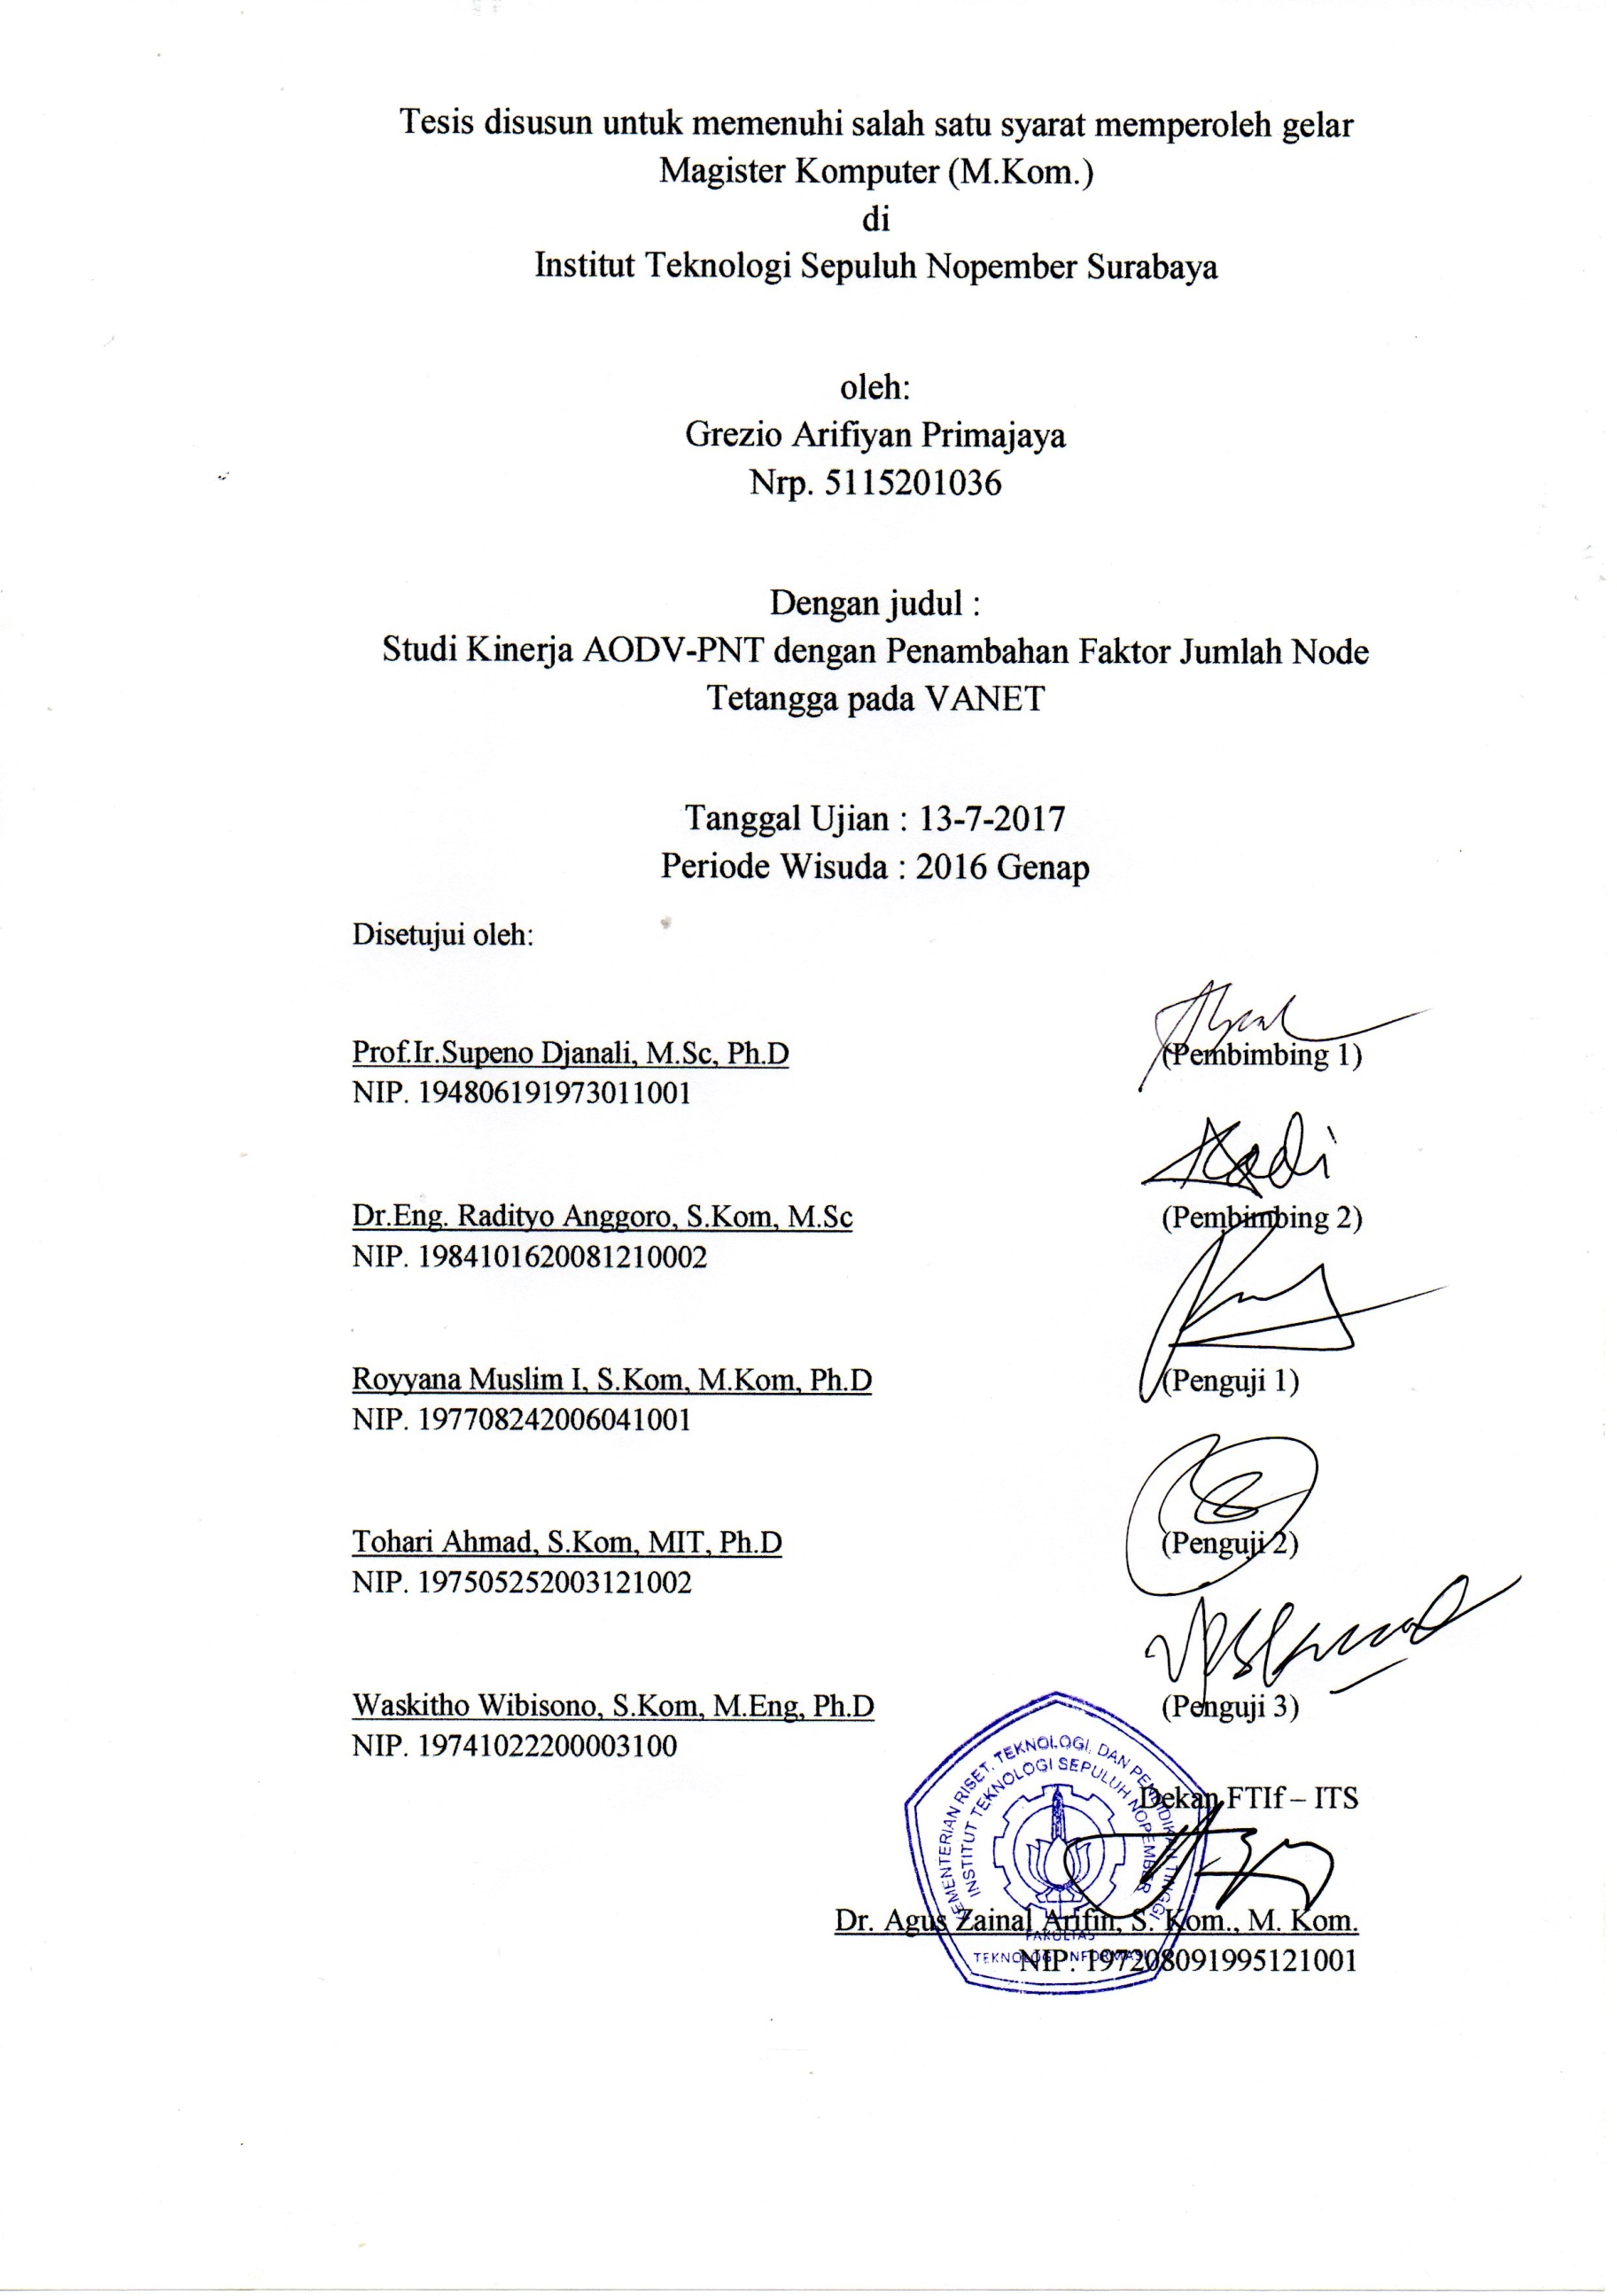 Tesis disusun untuk memenuhi salah satu syarat memperoleh gelar
Magister Komputer (M.Kom.)
di
Institut Teknologi Sepuluh Nopember Surabaya
oleh:
Grezio Arifiyan Primajaya
Nrp. 5115201036
Dengan judul :
Studi Kinerja AODV-PNT dengan Penambahan Faktor Jumlah Node
Tetangga pada VANET
Tanggal Ujian : 13-7-2017
Periode Wisuda : 2016 Genap
Disetujui oleh:
Prof.Ir.Supeno Djanali, M.Sc, Ph.D (Pembimbing 1)
NIP. 194806191973011001
Dr.Eng. Radityo Anggoro, S.Kom, M.Sc (Pembimbing 2)
NIP. 1984101620081210002
Royyana Muslim I, S.Kom, M.Kom, Ph.D (Penguji 1)
NIP. 197708242006041001
Tohari Ahmad, S.Kom, MIT, Ph.D (Penguji 2)
NIP. 197505252003121002
Waskitho Wibisono, S.Kom, M.Eng, Ph.D (Penguji 3)
NIP. 19741022200003100
KEMENTERIAN RISET, TEKNOLOGI, DAN PENDIDIKAN TINGGI
INSTITUT TEKNOLOGI SEPULUH NOPEMBER
FAKULTAS
TEKNOLOGI INFORMASI
Dekan FTIf – ITS
Dr. Agus Zainal Arifin, S. Kom., M. Kom.
NIP. 197208091995121001